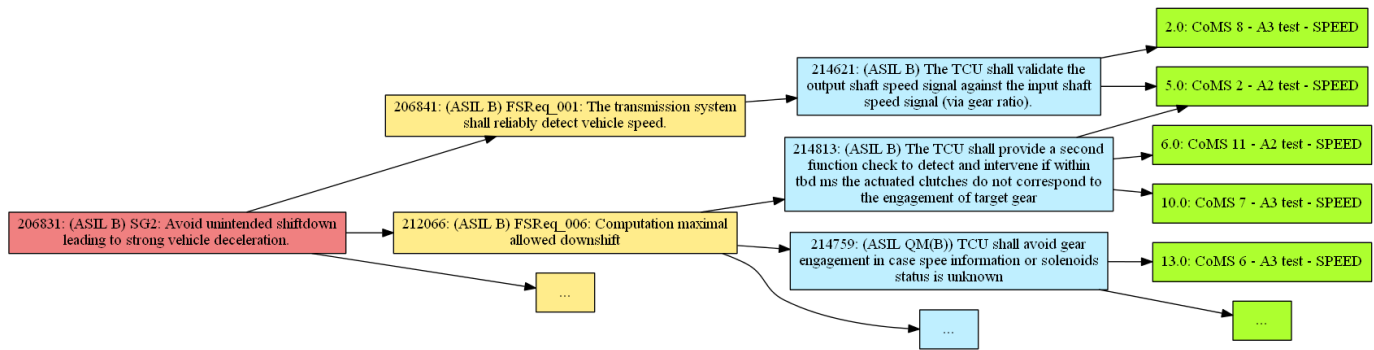 206831: (ASIL B) SG2: Avoid unintended shiftdown
leading to strong vehicle deceleration.
206841: (ASIL B) FSReq_001: The transmission system
shall reliably detect vehicle speed.
212066: (ASIL B) FSReq_006: Computation maximal
allowed downshift
...
214621: (ASIL B) The TCU shall validate the
output shaft speed signal against the input shaft
speed signal (via gear ratio).
214813: (ASIL B) The TCU shall provide a second
function check to detect and intervene if within
tbd ms the actuated clutches do not correspond to
the engagement of target gear
214759: (ASIL QM(B)) TCU shall avoid gear
engagement in case spee information or solenoids
status is unknown
...
2.0: CoMS 8 - A3 test - SPEED
5.0: CoMS 2 - A2 test - SPEED
6.0: CoMS 11 - A2 test - SPEED
10.0: CoMS 7 - A3 test - SPEED
13.0: CoMS 6 - A3 test - SPEED
...